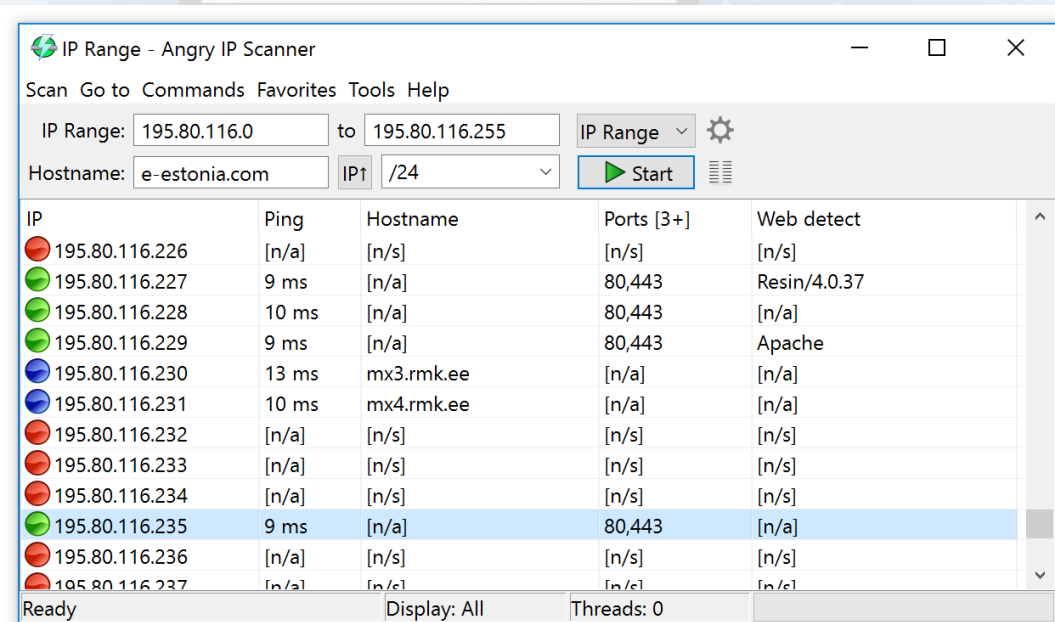 IP Range - Angry IP Scanner
Scan Go to Commands Favorites Tools Help
IP Range: 195.80.116.0 to 195.80.116.255 IP Range
Hostname: e-estonia.com IP↑ /24 Start
IP Ping Hostname Ports [3+] Web detect
195.80.116.226 [n/a] [n/s] [n/s] [n/s]
195.80.116.227 9 ms [n/a] 80,443 Resin/4.0.37
195.80.116.228 10 ms [n/a] 80,443 [n/a]
195.80.116.229 9 ms [n/a] 80,443 Apache
195.80.116.230 13 ms mx3.rmk.ee [n/a] [n/a]
195.80.116.231 10 ms mx4.rmk.ee [n/a] [n/a]
195.80.116.232 [n/a] [n/s] [n/s] [n/s]
195.80.116.233 [n/a] [n/s] [n/s] [n/s]
195.80.116.234 [n/a] [n/s] [n/s] [n/s]
195.80.116.235 9 ms [n/a] 80,443 [n/a]
195.80.116.236 [n/a] [n/s] [n/s] [n/s]
195.80.116.237 [n/a] [n/s] [n/s] [n/s]
Ready Display: All Threads: 0